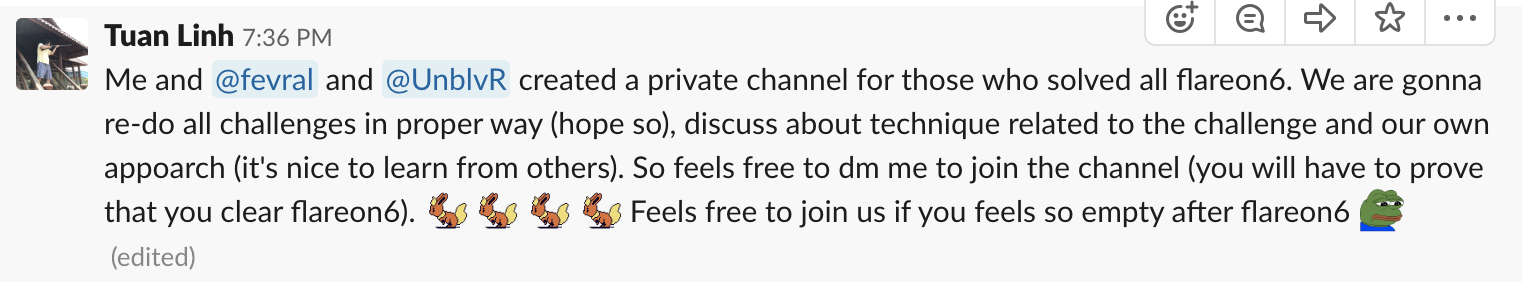 Tuan Linh 7:36 PM
Me and @fevral and @UnblvR created a private channel for those who solved all flareon6. We are gonna
re-do all challenges in proper way (hope so), discuss about technique related to the challenge and our own
appoarch (it's nice to learn from others). So feels free to dm me to join the channel (you will have to prove
that you clear flareon6). Feels free to join us if you feels so empty after flareon6
(edited)